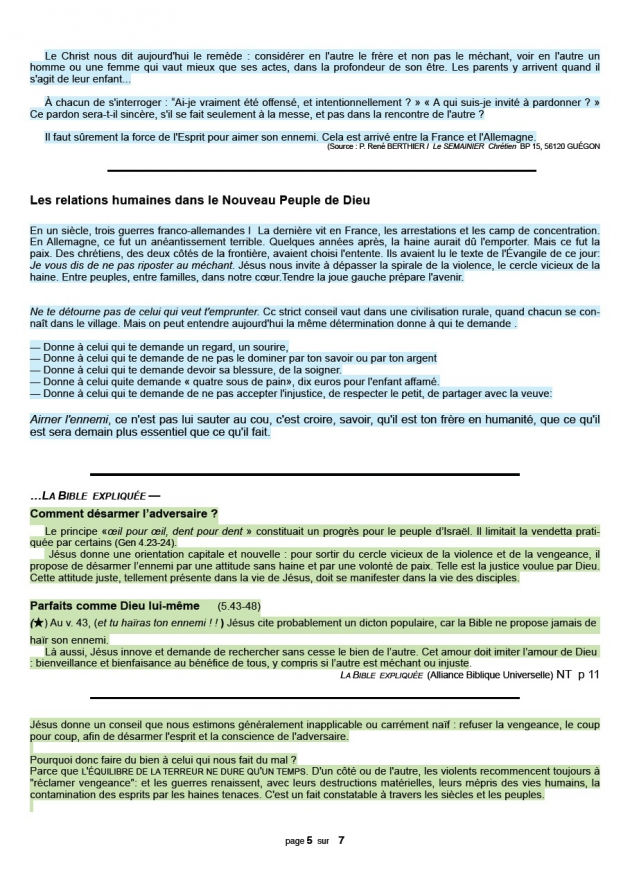 Le Christ nous dit aujourd'hui le remède : considérer en l'autre le frère et non pas le méchant, voir en l'autre un
homme ou une femme qui vaut mieux que ses actes, dans la profondeur de son être. Les parents y arrivent quand il
s'agit de leur enfant...
À chacun de s'interroger : "Ai-je vraiment été offensé, et intentionnellement ? » « A qui suis-je invité à pardonner ? »
Ce pardon sera-t-il sincère, s'il se fait seulement à la messe, et pas dans la rencontre de l'autre ?
Il faut sûrement la force de l'Esprit pour aimer son ennemi. Cela est arrivé entre la France et l'Allemagne.
(Source : P. René BERTHIER I Le SEMAINIER Chrétien BP 15, 56120 GUÉGON
Les relations humaines dans le Nouveau Peuple de Dieu
En un siècle, trois guerres franco-allemandes I La dernière vit en France, les arrestations et les camp de concentration.
En Allemagne, ce fut un anéantissement terrible. Quelques années après, la haine aurait dû l'emporter. Mais ce fut la
paix. Des chrétiens, des deux côtés de la frontière, avaient choisi l'entente. Ils avaient lu le texte de l'Évangile de ce jour:
Je vous dis de ne pas riposter au méchant. Jésus nous invite à dépasser la spirale de la violence, le cercle vicieux de la
haine. Entre peuples, entre familles, dans notre cœur.Tendre la joue gauche prépare l'avenir.
Ne te détourne pas de celui qui veut t'emprunter. Cc strict conseil vaut dans une civilisation rurale, quand chacun se con-
naît dans le village. Mais on peut entendre aujourd'hui la même détermination donne à qui te demande .
— Donne à celui qui te demande un regard, un sourire,
— Donne à celui qui te demande de ne pas le dominer par ton savoir ou par ton argent
— Donne à celui qui te demande devoir sa blessure, de la soigner.
— Donne à celui quite demande « quatre sous de pain», dix euros pour l'enfant affamé.
— Donne à celui qui te demande de ne pas accepter l'injustice, de respecter le petit, de partager avec la veuve:
Airner l'ennemi, ce n'est pas lui sauter au cou, c'est croire, savoir, qu'il est ton frère en humanité, que ce qu'il
est sera demain plus essentiel que ce qu'il fait.
…LA BIBLE EXPLIQUÉE —
Comment désarmer l'adversaire ?
Le principe «œil pour œil, dent pour dent » constituait un progrès pour le peuple d'Israël. Il limitait la vendetta prati-
quée par certains (Gen 4.23-24).
Jésus donne une orientation capitale et nouvelle : pour sortir du cercle vicieux de la violence et de la vengeance, il
propose de désarmer l'ennemi par une attitude sans haine et par une volonté de paix. Telle est la justice voulue par Dieu.
Cette attitude juste, tellement présente dans la vie de Jésus, doit se manifester dans la vie des disciples.
Parfaits comme Dieu lui-même (5.43-48)
(★) Au v. 43, (et tu haïras ton ennemi ! ! ) Jésus cite probablement un dicton populaire, car la Bible ne propose jamais de
haïr son ennemi.
Là aussi, Jésus innove et demande de rechercher sans cesse le bien de l'autre. Cet amour doit imiter l'amour de Dieu
: bienveillance et bienfaisance au bénéfice de tous, y compris si l'autre est méchant ou injuste.
LA BIBLE EXPLIQUÉE (Alliance Biblique Universelle) NT p 11
Jésus donne un conseil que nous estimons généralement inapplicable ou carrément naïf : refuser la vengeance, le coup
pour coup, afin de désarmer l'esprit et la conscience de l'adversaire.
Pourquoi donc faire du bien à celui qui nous fait du mal ?
Parce que L'ÉQUILIBRE DE LA TERREUR NE DURE QU'UN TEMPS. D'un côté ou de l'autre, les violents recommencent toujours à
"réclamer vengeance": et les guerres renaissent, avec leurs destructions matérielles, leurs mépris des vies humains, la
contamination des esprits par les haines tenaces. C'est un fait constatable à travers les siècles et les peuples.
page 5 sur 7